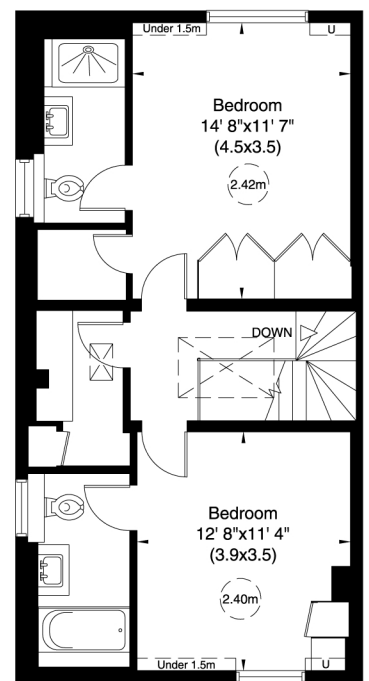 Under 1.5m U
Bedroom
14' 8"x11' 7"
(4.5x3.5)
2.42m
DOWN
Bedroom
12' 8"x11' 4"
(3.9x3.5)
2.40m
Under 1.5m U